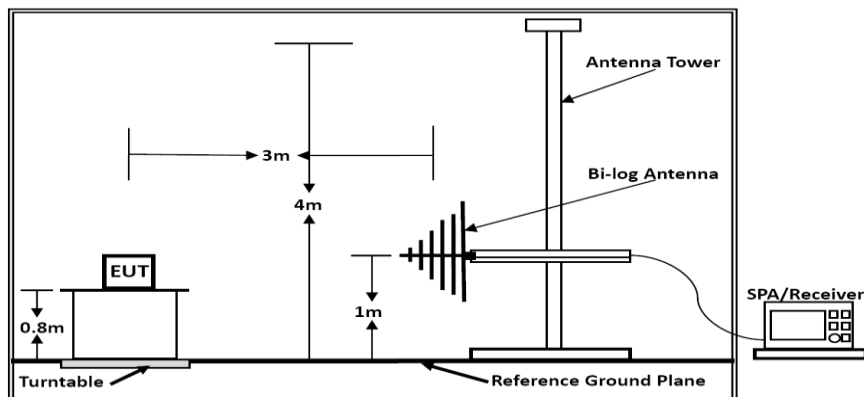 Antenna Tower
3m
Bi-log Antenna
4m
EUT
SPA/Receiver
0.8m
1m
Turntable
Reference Ground Plane